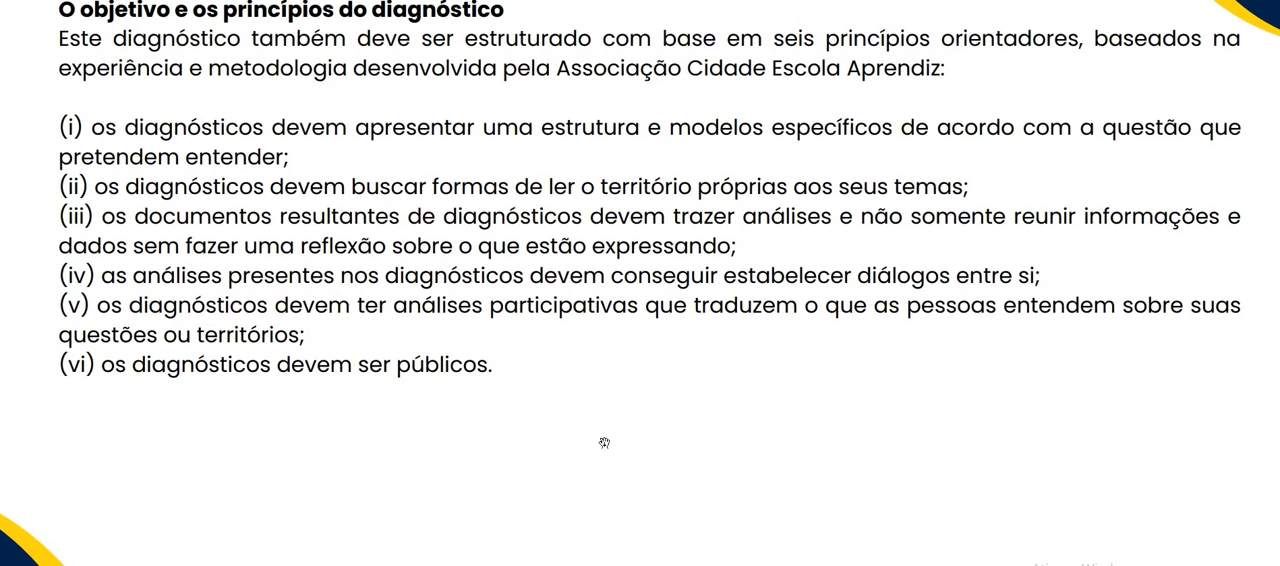 O objetivo e os princípios do diagnóstico
Este diagnóstico também deve ser estruturado com base em seis princípios orientadores, baseados na
experiência e metodologia desenvolvida pela Associação Cidade Escola Aprendiz:
(i) os diagnósticos devem apresentar uma estrutura e modelos específicos de acordo com a questão que
pretendem entender;
(ii) os diagnósticos devem buscar formas de ler o território próprias aos seus temas;
(iii) os documentos resultantes de diagnósticos devem trazer análises e não somente reunir informações e
dados sem fazer uma reflexão sobre o que estão expressando;
(iv) as análises presentes nos diagnósticos devem conseguir estabelecer diálogos entre si;
(v) os diagnósticos devem ter análises participativas que traduzem o que as pessoas entendem sobre suas
questões ou territórios;
(vi) os diagnósticos devem ser públicos.